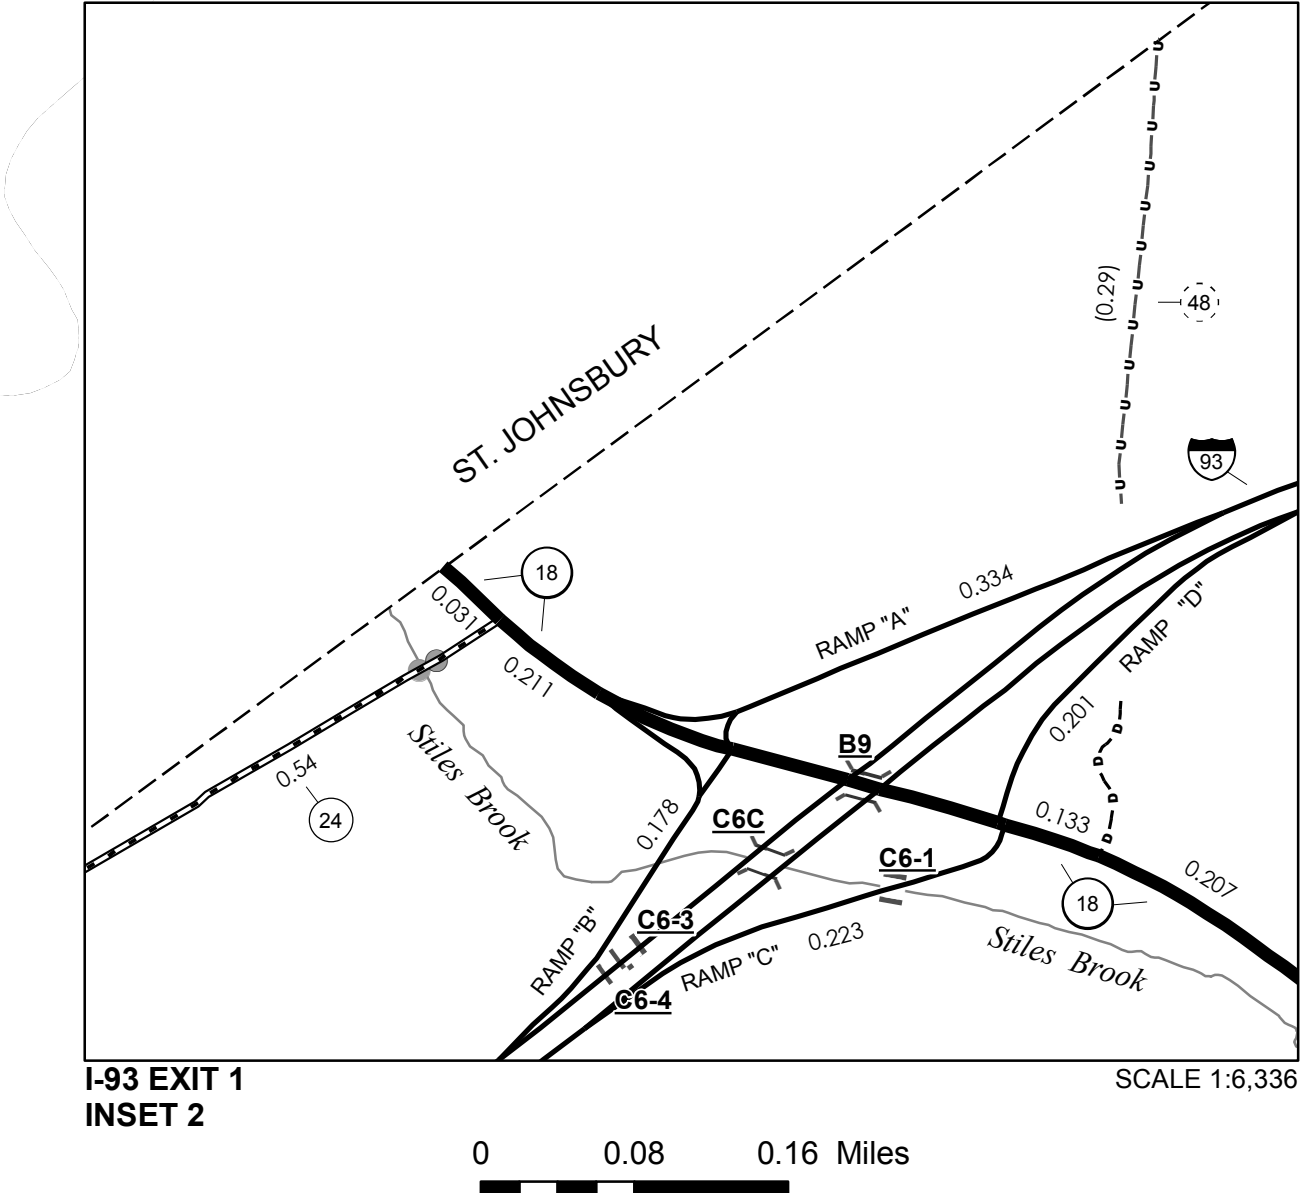 (0.29)
48
ST. JOHNSBURY
93
18
0.031
0.334
RAMP "A"
RAMP "D"
0.211
0.201
Stiles Brook
B9
0.54
24
0.178
C6C
0.133
C6-1
0.207
18
RAMP "B"
C6-3
0.223
Stiles Brook
RAMP "C"
C6-4
I-93 EXIT 1
INSET 2
SCALE 1:6,336
0 0.08 0.16 Miles